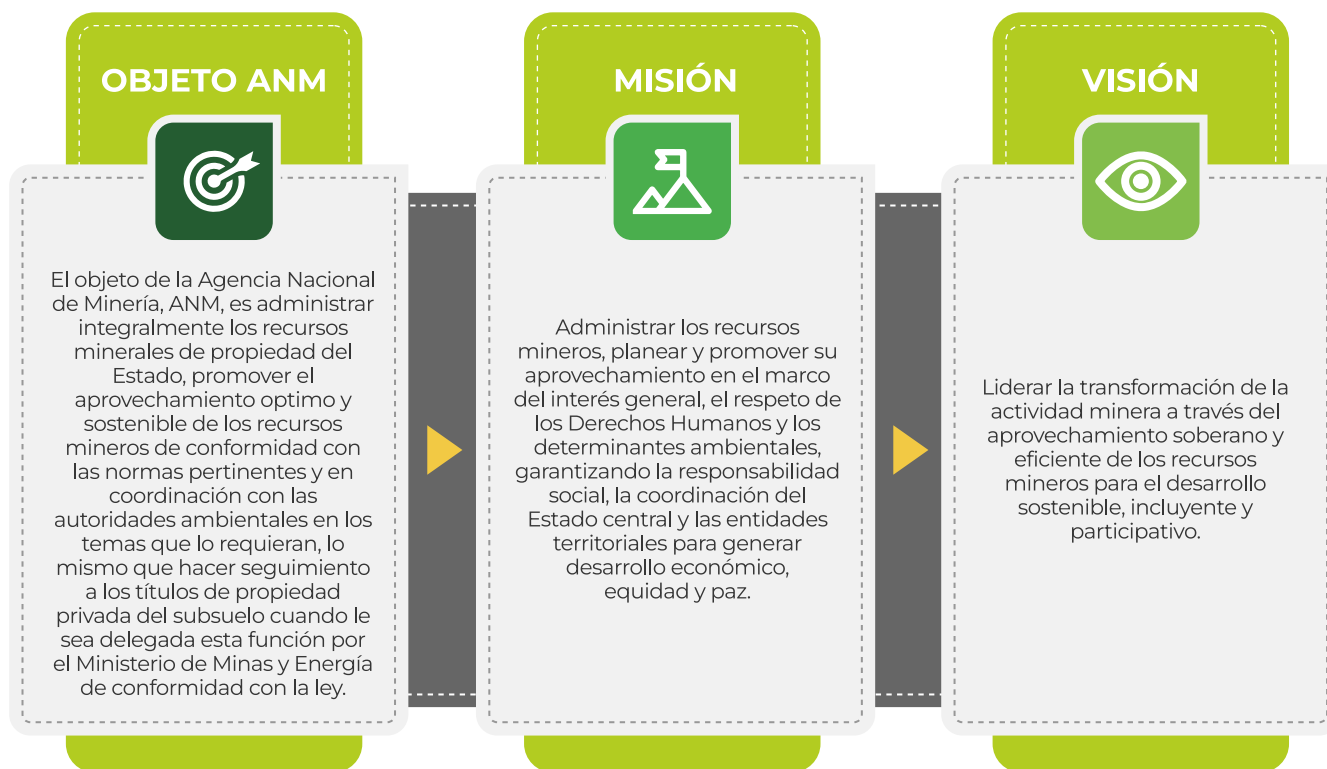 OBJETO ANM
El objeto de la Agencia Nacional
de Minería, ANM, es administrar
integralmente los recursos
minerales de propiedad del
Estado, promover el
aprovechamiento optimo y
sostenible de los recursos
mineros de conformidad con
las normas pertinentes y en
coordinación con las
autoridades ambientales en los
temas que lo requieran, lo
mismo que hacer seguimiento
a los títulos de propiedad
privada del subsuelo cuando le
sea delegada esta función por
el Ministerio de Minas y Energía
de conformidad con la ley.
MISIÓN
Administrar los recursos
mineros, planear y promover su
aprovechamiento en el marco
del interés general, el respeto de
los Derechos Humanos y los
determinantes ambientales,
garantizando la responsabilidad
social, la coordinación del
Estado central y las entidades
territoriales para generar
desarrollo económico,
equidad y paz.
VISIÓN
Liderar la transformación de la
actividad minera a través del
aprovechamiento soberano y
eficiente de los recursos
mineros para el desarrollo
sostenible, incluyente y
participativo.